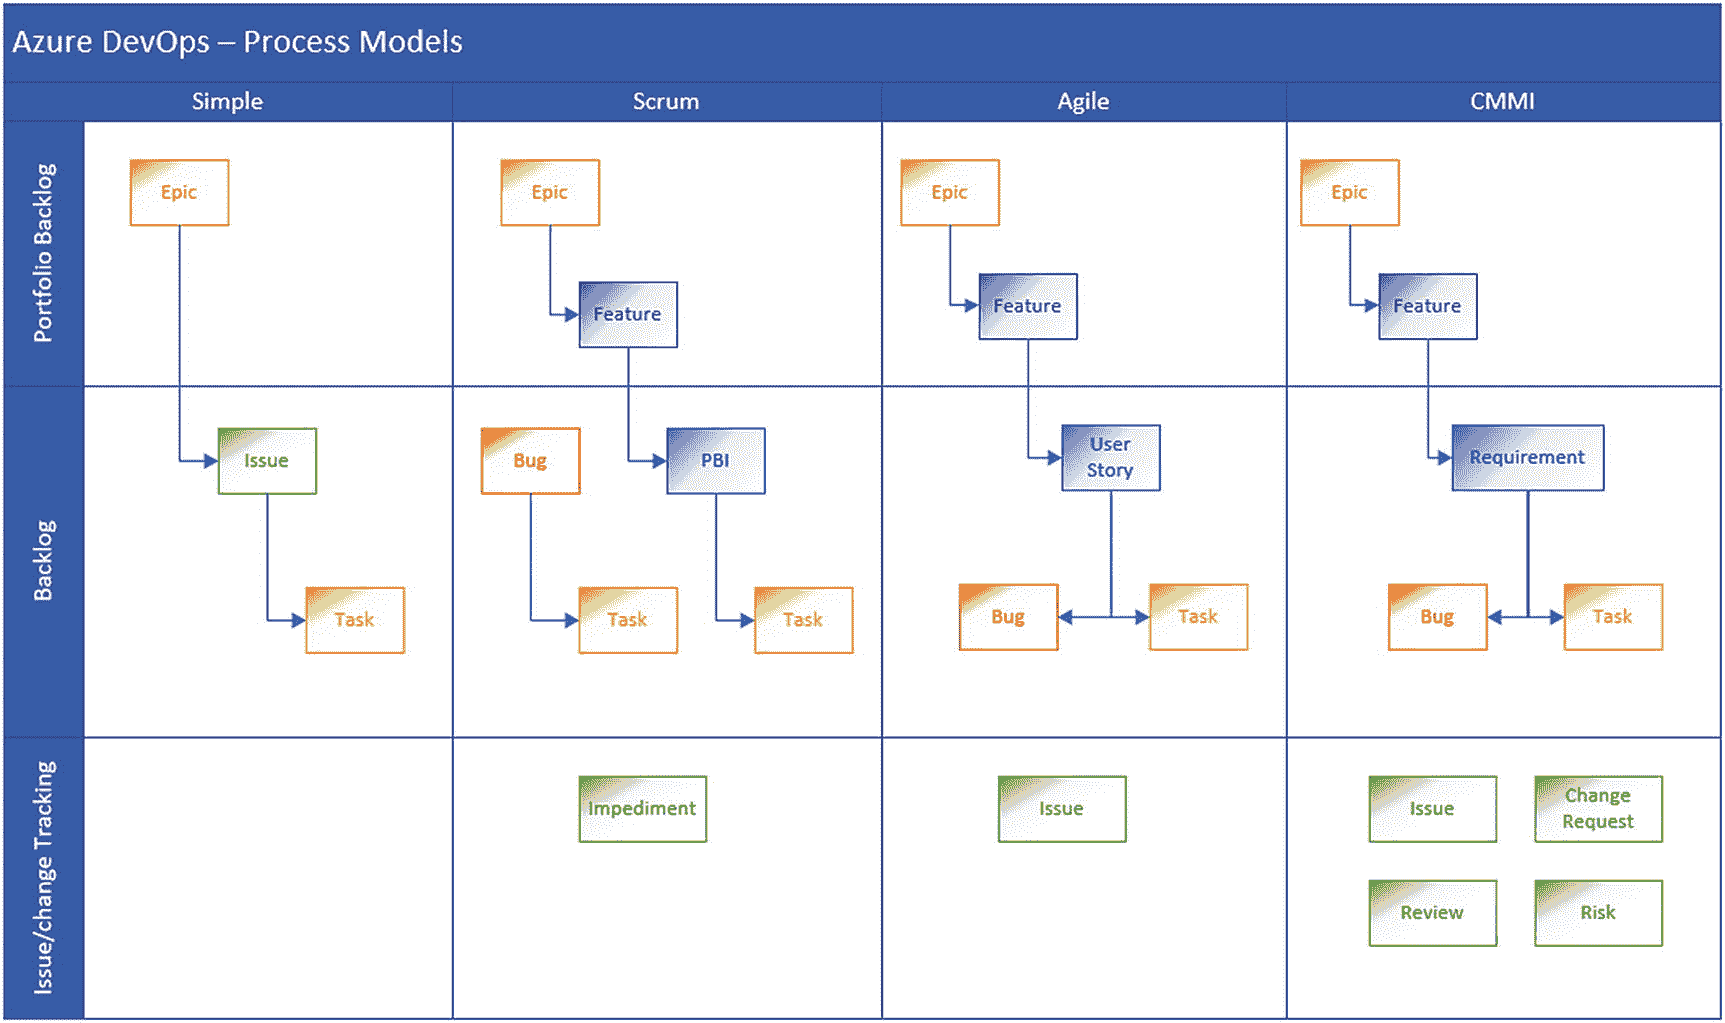 Azure DevOps – Process Models
Simple
Scrum
Agile
CMMI
Portfolio Backlog
Epic
Epic
Feature
Epic
Feature
Epic
Feature
Backlog
Issue
Task
Bug
PBI
Task
Task
User
Story
Bug
Task
Requirement
Bug
Task
Issue/change Tracking
Impediment
Issue
Issue
Change
Request
Review
Risk